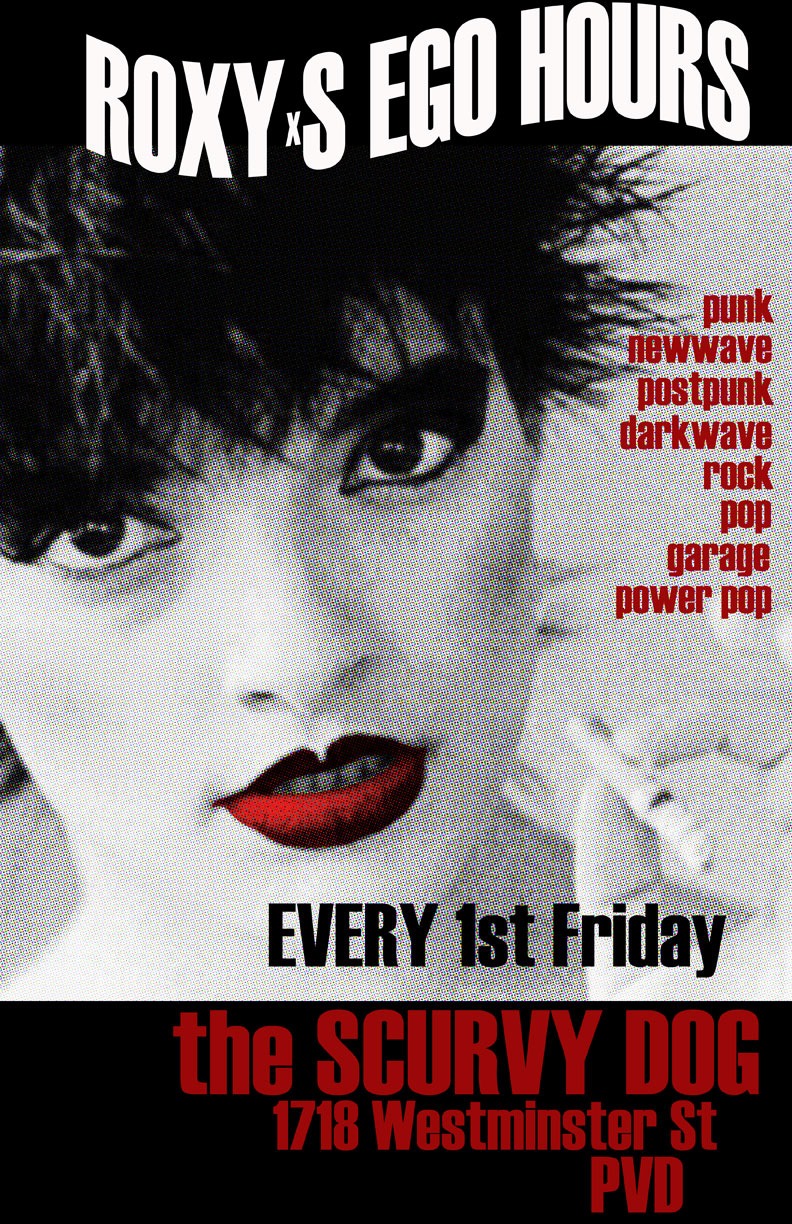 ROXYxS EGO HOURS
punk
newwave
postpunk
darkwave
rock
pop
garage
power pop
EVERY 1st Friday
the SCURVY DOG
1718 Westminster St
PVD